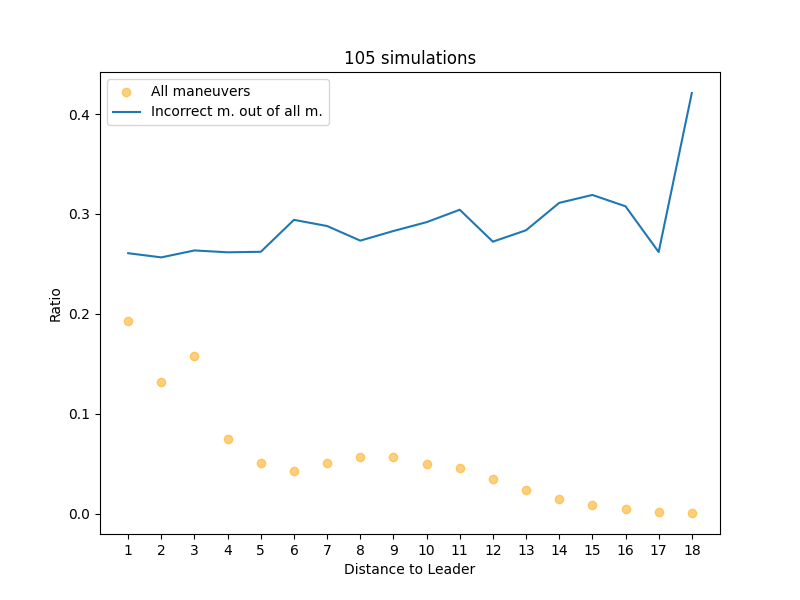 105 simulations
All maneuvers
Incorrect m. out of all m.
0.4
0.3
0.2
0.1
0.0
Ratio
1 2 3 4 5 6 7 8 9 10 11 12 13 14 15 16 17 18
Distance to Leader